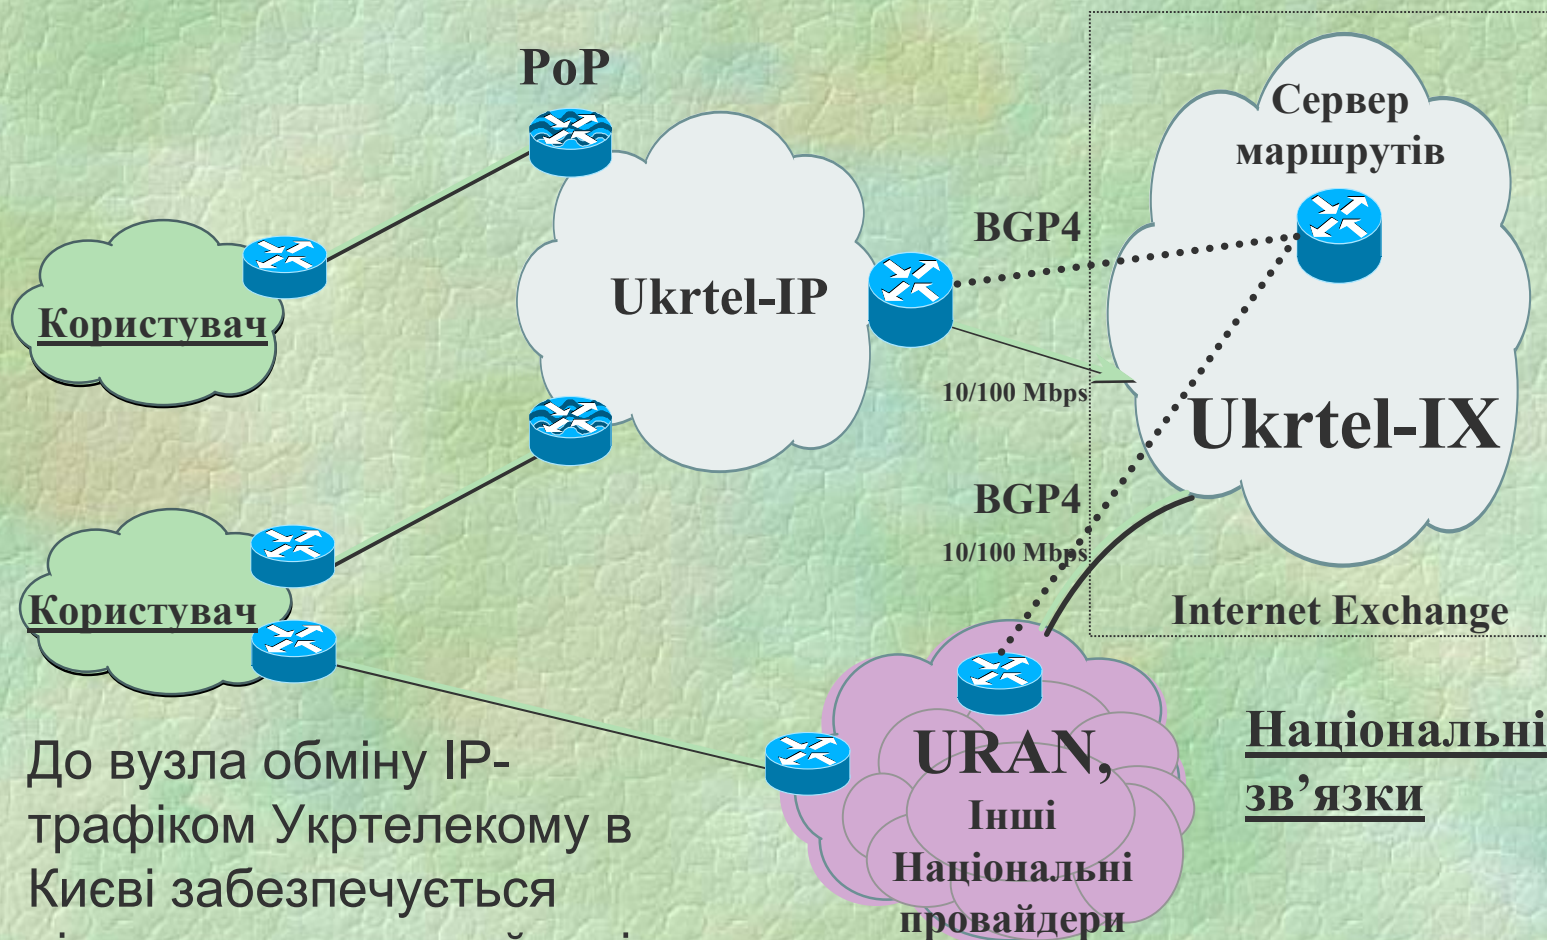 PoP
Сервер
маршрутів
BGP4
Ukrtel-IP
Користувач
10/100 Mbps
Ukrtel-IX
BGP4
10/100 Mbps
Користувач
Internet Exchange
URAN,
Інші
Національні
провайдери
Національні
зв’язки
До вузла обміну IP-
трафіком Укртелекому в
Києві забезпечується